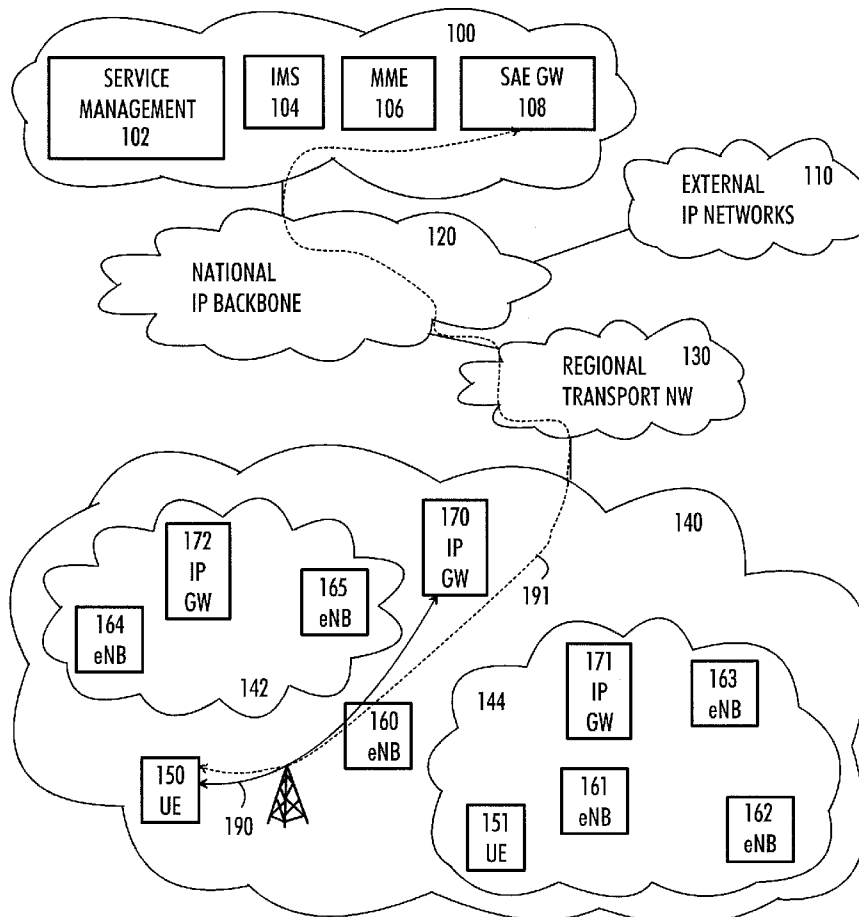 100
SERVICE
MANAGEMENT
102
IMS
104
MME
106
SAE GW
108
EXTERNAL
IP NETWORKS
110
120
NATIONAL
IP BACKBONE
130
REGIONAL
TRANSPORT NW
140
172
IP
GW
170
IP
GW
165
eNB
164
eNB
191
142
171
IP
GW
163
eNB
144
160
eNB
150
UE
190
161
eNB
151
UE
162
eNB